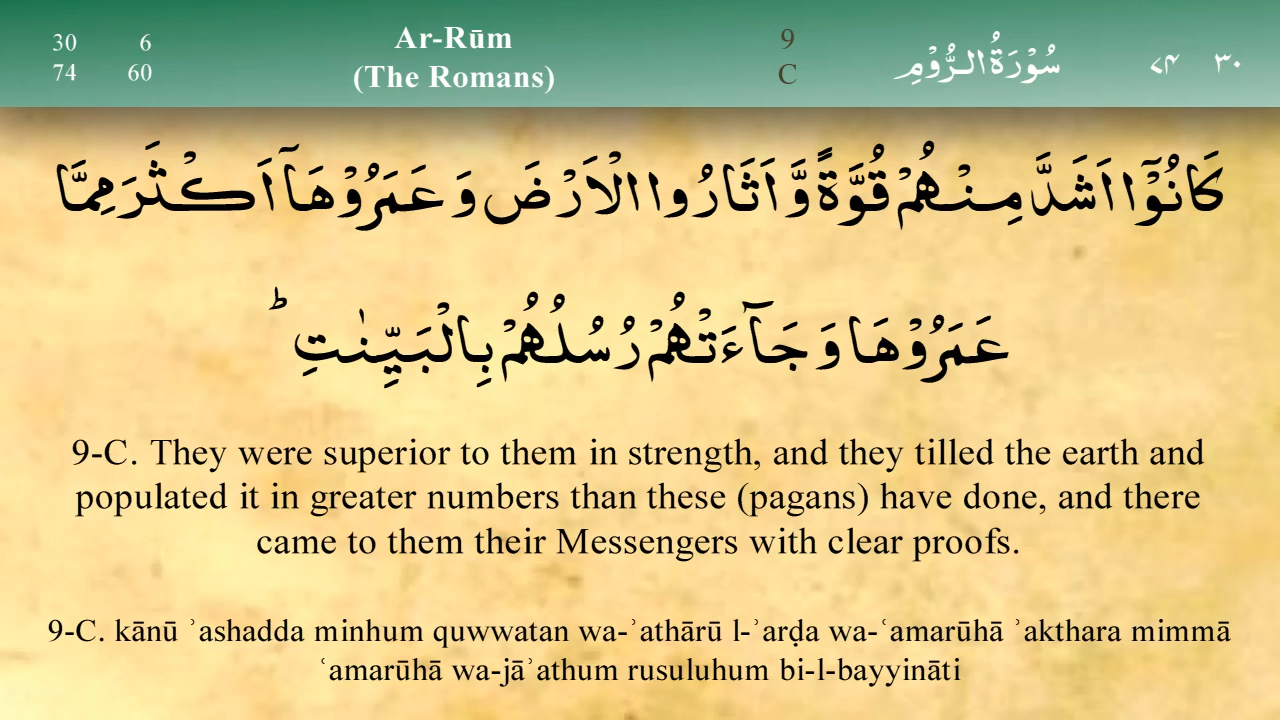 30 6 Ar-Rūm 9 سُوْرَةُ الرُّوْمِ ٧٤ ٣٠
74 60 (The Romans) C
كَانُوْۤا اَشَدَّ مِنْهُمْ قُوَّةً وَّ اَثَارُوا الْاَرْضَ وَ عَمَرُوْهَاۤ اَكْثَرَ مِمَّا
عَمَرُوْهَا وَ جَآءَتْهُمْ رُسُلُهُمْ بِالْبَيِّنٰتِ ؕ
9-C. They were superior to them in strength, and they tilled the earth and
populated it in greater numbers than these (pagans) have done, and there
came to them their Messengers with clear proofs.
9-C. kānū ʾashadda minhum quwwatan wa-ʾathārū l-ʾarḍa wa-ʿamarūhā ʾakthara mimmā
ʿamarūhā wa-jāʾathum rusuluhum bi-l-bayyināti